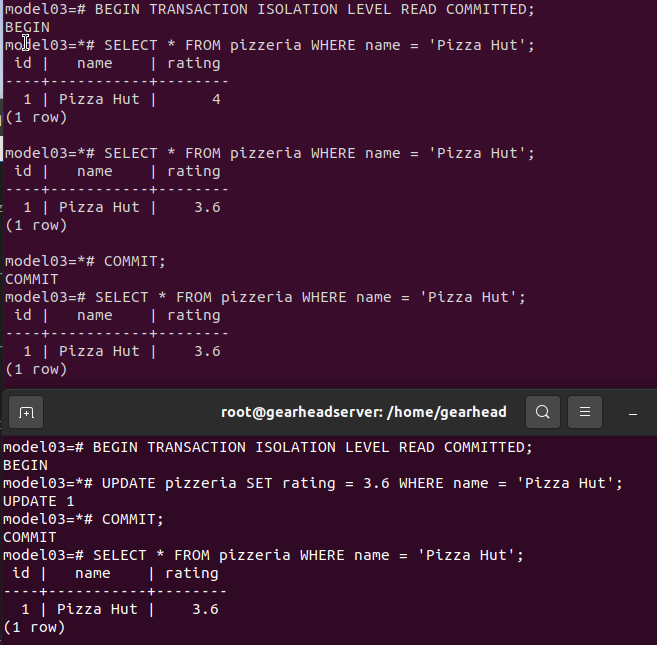 model03=# BEGIN TRANSACTION ISOLATION LEVEL READ COMMITTED;
BEGIN
model03=*# SELECT * FROM pizzeria WHERE name = 'Pizza Hut';
 id |   name    | rating
----+-----------+--------
  1 | Pizza Hut |      4
(1 row)

model03=*# SELECT * FROM pizzeria WHERE name = 'Pizza Hut';
 id |   name    | rating
----+-----------+--------
  1 | Pizza Hut |    3.6
(1 row)

model03=*# COMMIT;
COMMIT
model03=# SELECT * FROM pizzeria WHERE name = 'Pizza Hut';
 id |   name    | rating
----+-----------+--------
  1 | Pizza Hut |    3.6
(1 row)
root@gearheadserver: /home/gearhead
model03=# BEGIN TRANSACTION ISOLATION LEVEL READ COMMITTED;
BEGIN
model03=*# UPDATE pizzeria SET rating = 3.6 WHERE name = 'Pizza Hut';
UPDATE 1
model03=*# COMMIT;
COMMIT
model03=# SELECT * FROM pizzeria WHERE name = 'Pizza Hut';
 id |   name    | rating
----+-----------+--------
  1 | Pizza Hut |    3.6
(1 row)